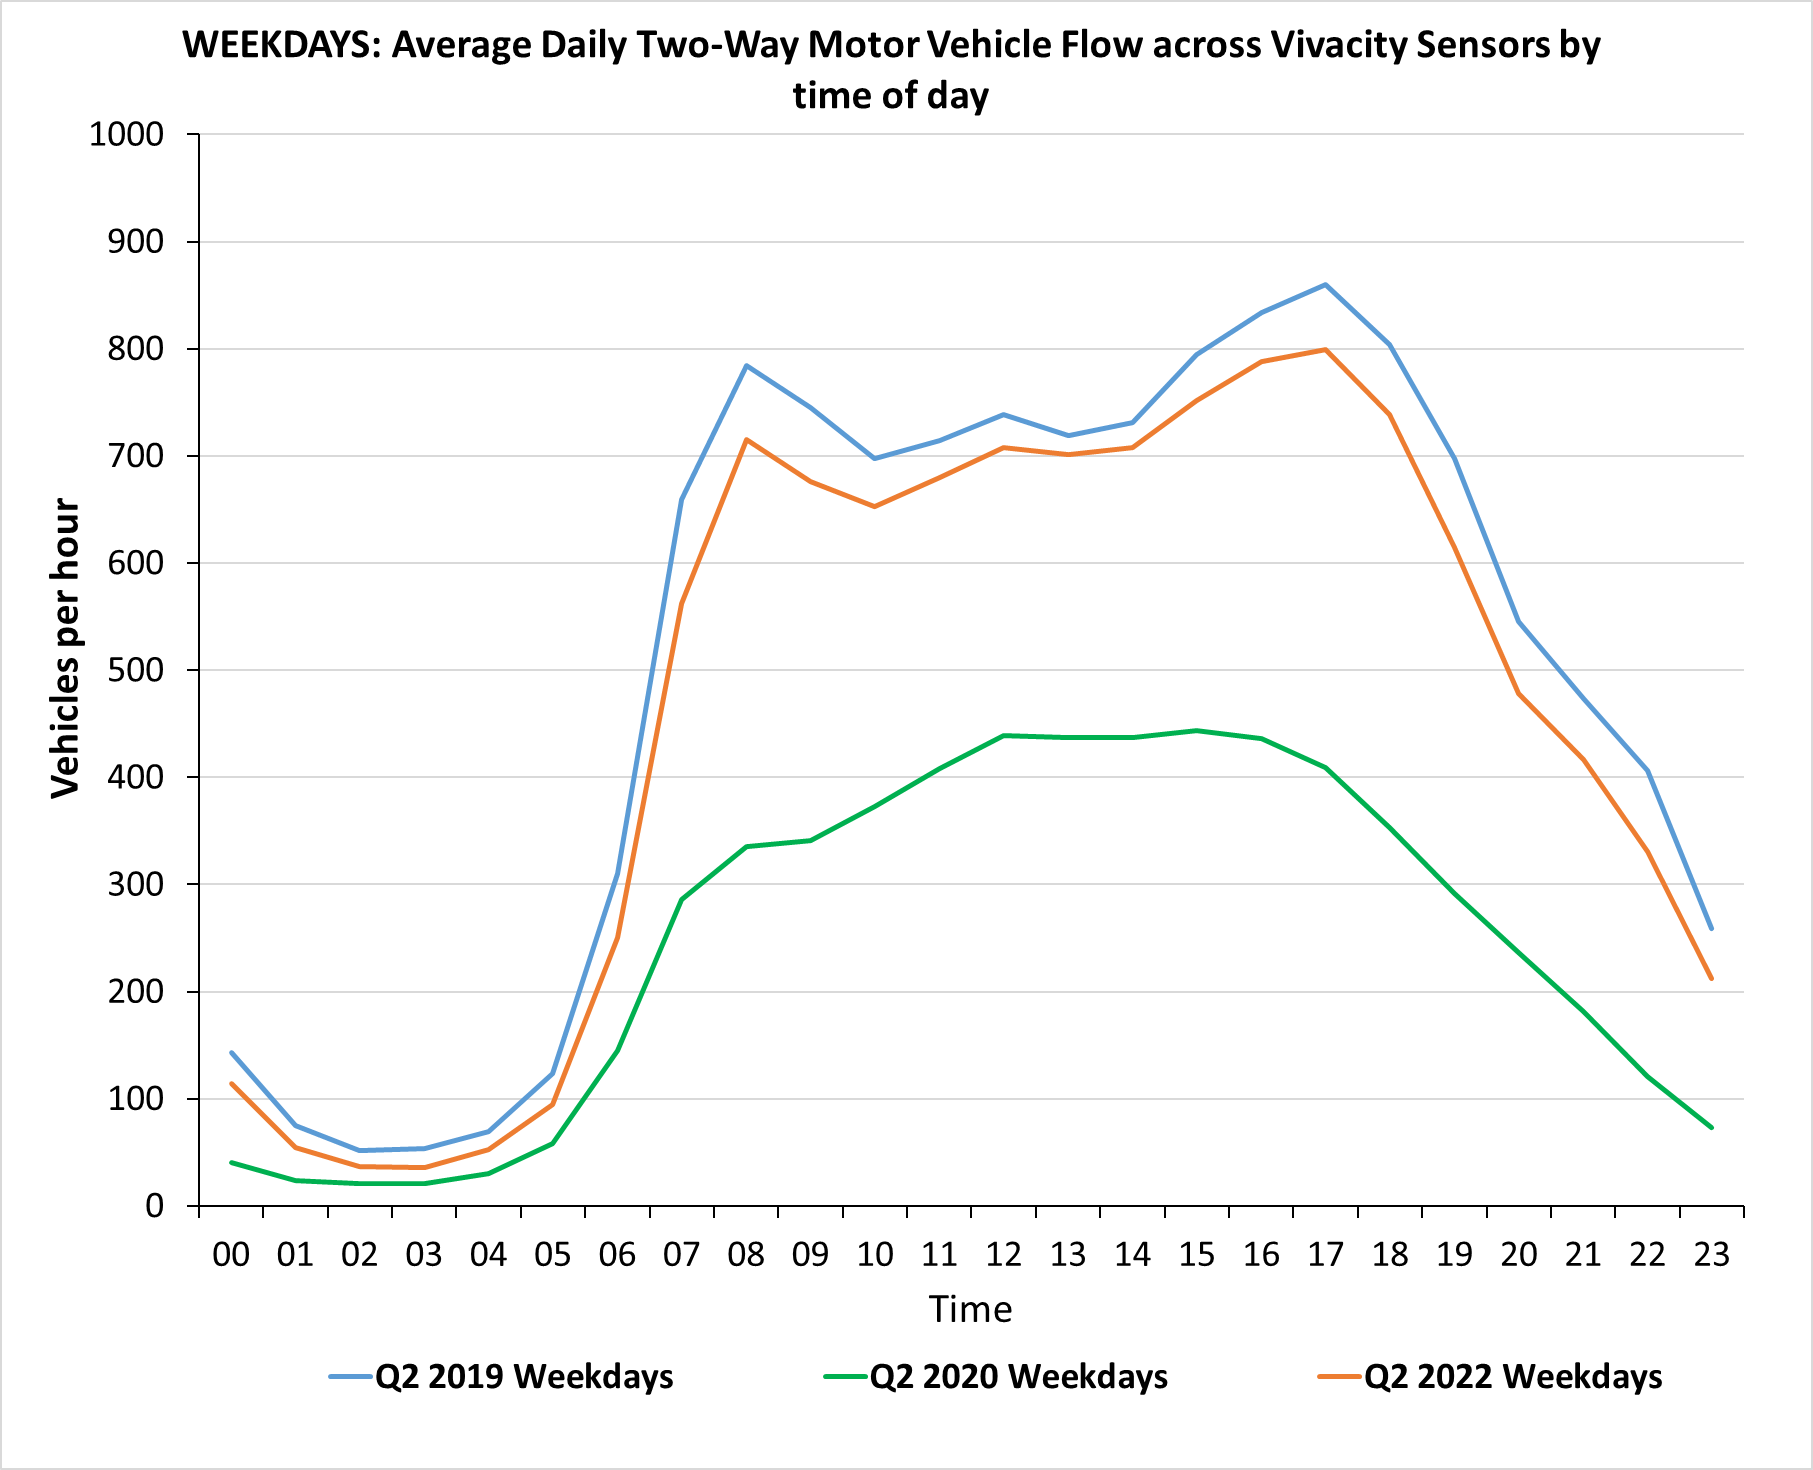 WEEKDAYS: Average Daily Two-Way Motor Vehicle Flow across Vivacity Sensors by
time of day
1000
900
800
700
600
500
400
300
200
100
0
Vehicles per hour
00 01 02 03 04 05 06 07 08 09 10 11 12 13 14 15 16 17 18 19 20 21 22 23
Time
Q2 2019 Weekdays Q2 2020 Weekdays Q2 2022 Weekdays